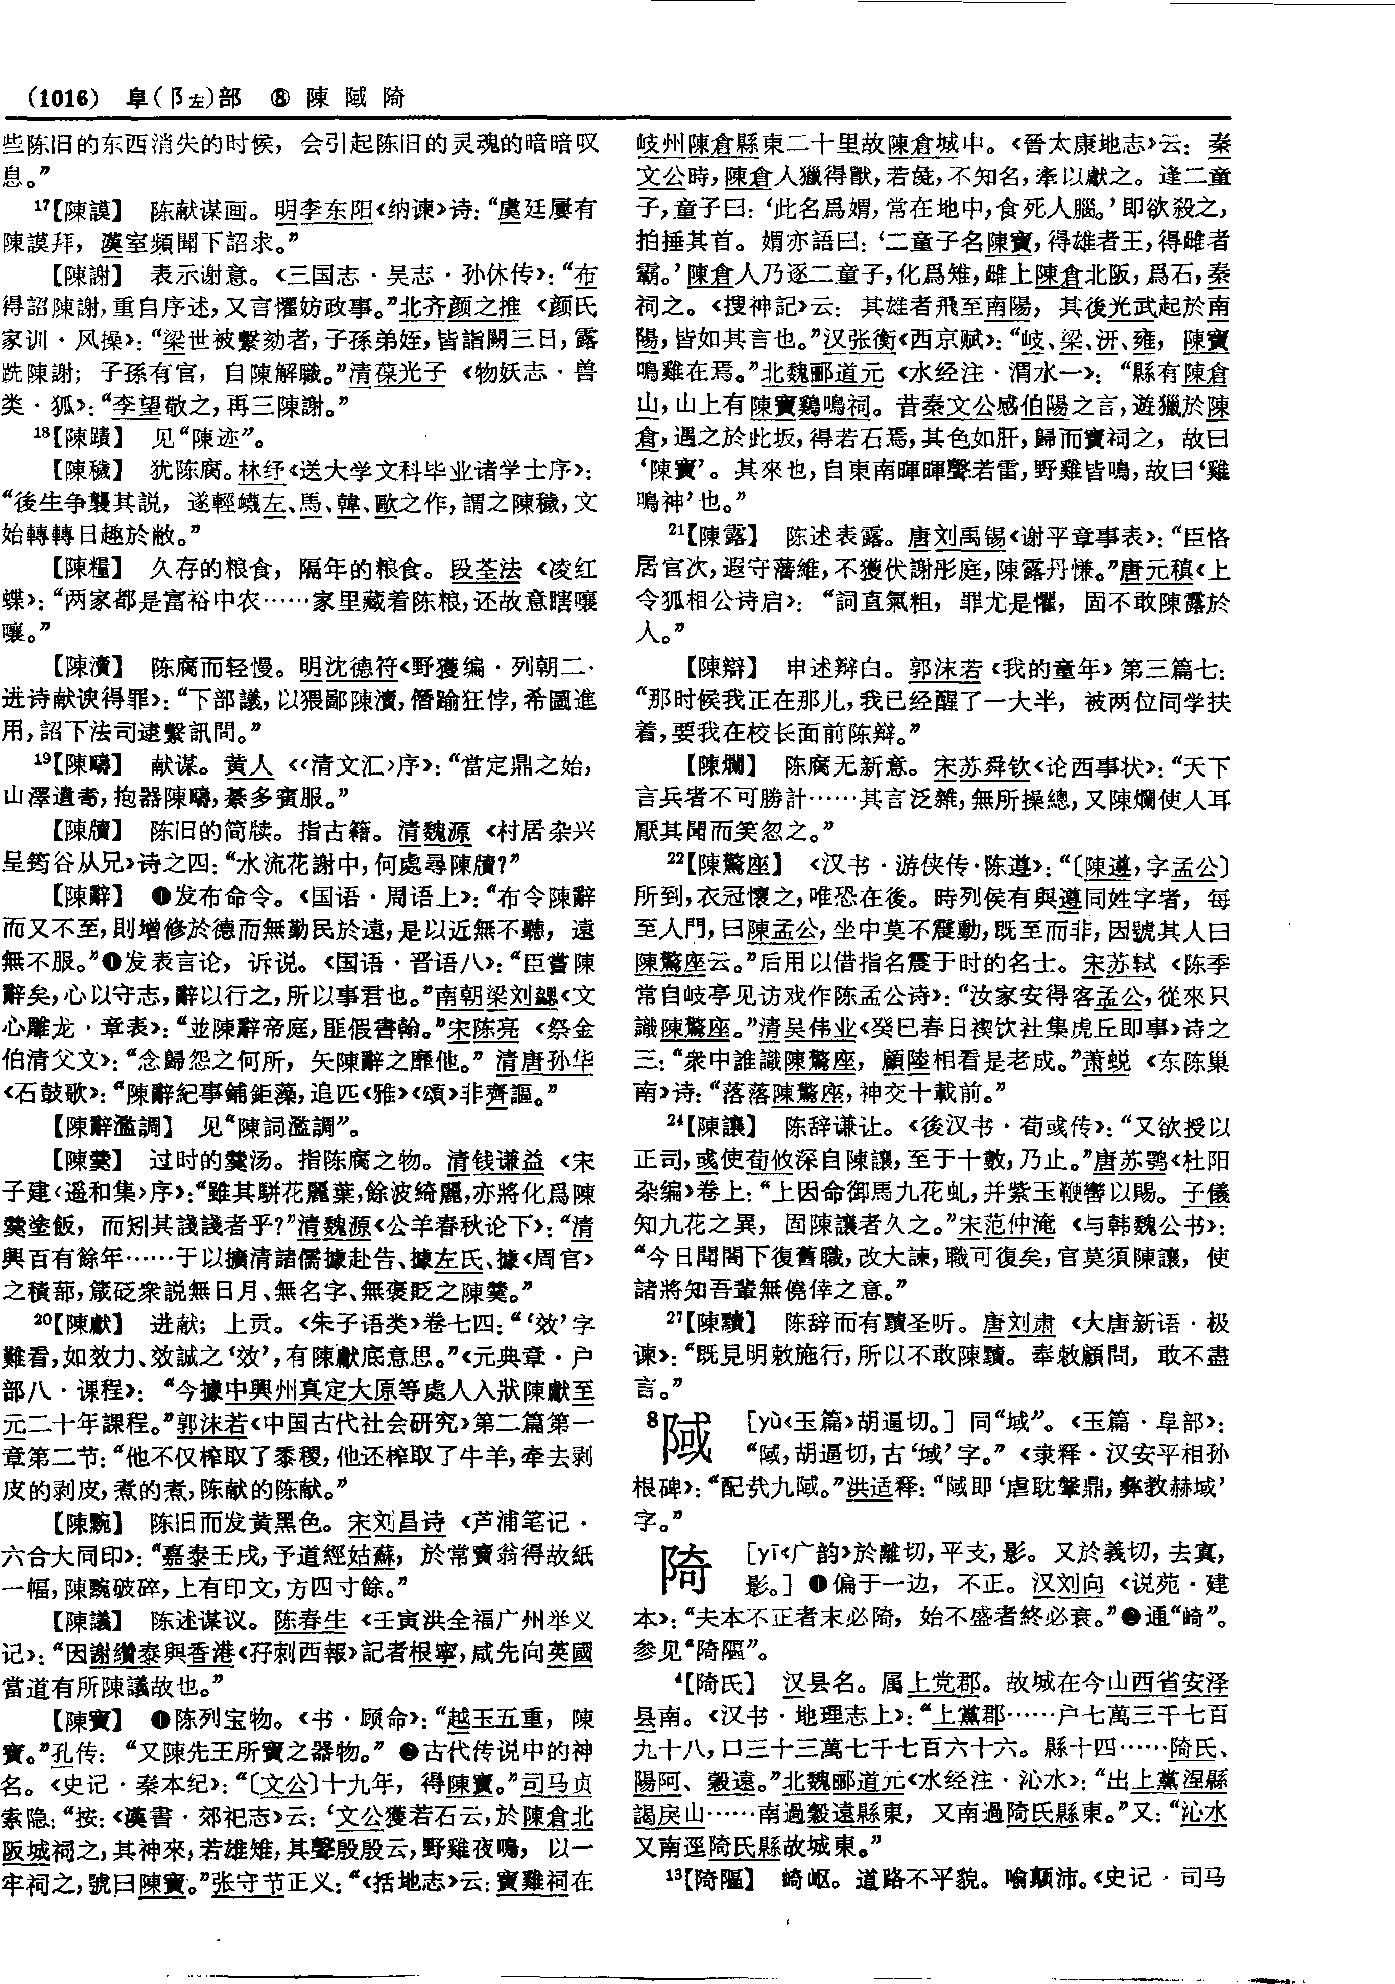 (1016) 阜(阝左)部 ⑧ 陳 𨺝 陭
些陈旧的东西消失的时候，会引起陈旧的灵魂的暗暗叹
息。”
17【陳謨】 陈献谋画。明李东阳《纳谏》诗：“虞廷屢有
陳謨拜，漢室頻聞下詔求。”
【陳謝】 表示谢意。《三国志·吴志·孙休传》：“布
得詔陳謝，重自序述，又言懼妨政事。”北齐颜之推《颜氏
家训·风操》：“梁世被繫劾者，子孫弟姪，皆詣闕三日，露
跣陳謝；子孫有官，自陳解職。”清葆光子《物妖志·兽
类·狐》：“李望敬之，再三陳謝。”
18【陳蹟】 见“陳迹”。
【陳穢】 犹陈腐。林纾《送大学文科毕业诸学士序》：
“後生争襲其説，遂輕衊左、馬、韓、歐之作，謂之陳穢，文
始轉轉日趣於敝。”
【陳糧】 久存的粮食，隔年的粮食。段荃法《凌红
蝶》：“两家都是富裕中农……家里藏着陈粮，还故意瞎嚷
嚷。”
【陳瀆】 陈腐而轻慢。明沈德符《野獲编·列朝二·
进诗献谀得罪》：“下部議，以猥鄙陳瀆，僭踰狂悖，希圖進
用，詔下法司逮繫訊問。”
19【陳疇】 献谋。黄人《〈清文汇〉序》：“當定鼎之始，
山澤遺耇，抱器陳疇，綦多賓服。”
【陳牘】 陈旧的简牍。指古籍。清魏源《村居杂兴
呈筠谷从兄》诗之四：“水流花謝中，何處尋陳牘？”
【陳辭】 ❶发布命令。《国语·周语上》：“布令陳辭
而又不至，則增修於德而無勤民於遠，是以近無不聽，遠
無不服。”❶发表言论，诉说。《国语·晋语八》：“臣嘗陳
辭矣，心以守志，辭以行之，所以事君也。”南朝梁刘勰《文
心雕龙·章表》：“並陳辭帝庭，匪假書翰。”宋陈亮《祭金
伯清父文》：“念歸怨之何所，矢陳辭之靡他。”清唐孙华
《石鼓歌》：“陳辭紀事鋪鉅藻，追匹《雅》《頌》非齊謳。”
【陳辭濫調】 见“陳詞濫調”。
【陳羹】 过时的羹汤。指陈腐之物。清钱谦益《宋
子建〈遥和集〉序》：“雖其駢花麗葉，餘波綺麗，亦將化爲陳
羹塗飯，而矧其諓諓者乎？”清魏源《公羊春秋论下》：“清
興百有餘年……于以擴清諸儒據赴告、據左氏、據《周官》
之積蔀，箴砭衆説無日月、無名字、無褒貶之陳羹。”
20【陳獻】 进献；上贡。《朱子语类》卷七四：“‘效’字
難看，如效力、效誠之‘效’，有陳獻底意思。”《元典章·户
部八·课程》：“今據中興州真定大原等處人入狀陳獻至
元二十年課程。”郭沫若《中国古代社会研究》第二篇第一
章第二节：“他不仅榨取了黍稷，他还榨取了牛羊，牵去剥
皮的剥皮，煮的煮，陈献的陈献。”
【陳黦】 陈旧而发黄黑色。宋刘昌诗《芦浦笔记·
六合大同印》：“嘉泰壬戌，予道經姑蘇，於常賣翁得故紙
一幅，陳黦破碎，上有印文，方四寸餘。”
【陳議】 陈述谋议。陈春生《壬寅洪全福广州举义
记》：“因謝纘泰與香港《孖刺西報》記者根寧，咸先向英國
當道有所陳議故也。”
【陳寶】 ❶陈列宝物。《书·顾命》：“越玉五重，陳
寶。”孔传：“又陳先王所寶之器物。”❷古代传说中的神
名。《史记·秦本纪》：“〔文公〕十九年，得陳寶。”司马贞
索隐：“按：《漢書·郊祀志》云：‘文公獲若石云，於陳倉北
阪城祠之，其神來，若雄雉，其聲殷殷云，野雞夜鳴，以一
牢祠之，號曰陳寶。”张守节正义：“《括地志》云：寶雞祠在
岐州陳倉縣東二十里故陳倉城中。《晉太康地志》云：秦
文公時，陳倉人獵得獸，若彘，不知名，牽以獻之。逢二童
子，童子曰：‘此名爲媦，常在地中，食死人腦。’即欲殺之，
拍捶其首。媦亦語曰：‘二童子名陳寶，得雄者王，得雌者
霸。’陳倉人乃逐二童子，化爲雉，雌上陳倉北阪，爲石，秦
祠之。《搜神記》云：其雄者飛至南陽，其後光武起於南
陽，皆如其言也。”汉张衡《西京赋》：“岐、梁、汧、雍，陳寶
鳴雞在焉。”北魏郦道元《水经注·渭水一》：“縣有陳倉
山，山上有陳寶鷄鳴祠。昔秦文公感伯陽之言，遊獵於陳
倉，遇之於此坂，得若石焉，其色如肝，歸而寶祠之，故曰
‘陳寶’。其來也，自東南暉暉聲若雷，野雞皆鳴，故曰‘雞
鳴神’也。”
21【陳露】 陈述表露。唐刘禹锡《谢平章事表》：“臣恪
居官次，遐守藩維，不獲伏謝彤庭，陳露丹慊。”唐元稹《上
令狐相公诗启》：“詞直氣粗，罪尤是懼，固不敢陳露於
人。”
【陳辯】 申述辩白。郭沫若《我的童年》第三篇七：
“那时候我正在那儿，我已经醒了一大半，被两位同学扶
着，要我在校长面前陈辩。”
【陳爛】 陈腐无新意。宋苏舜钦《论西事状》：“天下
言兵者不可勝計……其言泛雜，無所操總，又陳爛使人耳
厭其聞而笑忽之。”
22【陳驚座】 《汉书·游侠传·陈遵》：“〔陳遵，字孟公〕
所到，衣冠懷之，唯恐在後。時列侯有與遵同姓字者，每
至人門，曰陳孟公，坐中莫不震動，既至而非，因號其人曰
陳驚座云。”后用以借指名震于时的名士。宋苏轼《陈季
常自岐亭见访戏作陈孟公诗》：“汝家安得客孟公，從來只
識陳驚座。”清吴伟业《癸巳春日禊饮社集虎丘即事》诗之
三：“衆中誰識陳驚座，顧陸相看是老成。”萧蜕《东陈巢
南》诗：“落落陳驚座，神交十載前。”
24【陳讓】 陈辞谦让。《後汉书·荀彧传》：“又欲授以
正司，彧使荀攸深自陳讓，至于十數，乃止。”唐苏鹗《杜阳
杂编》卷上：“上因命御馬九花虬，并紫玉鞭轡以賜。子儀
知九花之異，固陳讓者久之。”宋范仲淹《与韩魏公书》：
“今日聞閤下復舊職，改大諫，職可復矣，官莫須陳讓，使
諸將知吾輩無僥倖之意。”
27【陳黷】 陈辞而有黷圣听。唐刘肃《大唐新语·极
谏》：“既見明敕施行，所以不敢陳黷。奉敕顧問，敢不盡
言。”
8𨺝 [yù《玉篇》胡逼切。] 同“域”。《玉篇·阜部》：
“𨺝，胡逼切，古‘域’字。”《隶释·汉安平相孙
根碑》：“配㦲九𨺝。”洪适释：“𨺝即‘虐耽鞶鼎，彝教赫域’
字。”
陭 [yī《广韵》於離切，平支，影。又於義切，去寘，
影。] ❶偏于一边，不正。汉刘向《说苑·建
本》：“夫本不正者末必陭，始不盛者終必衰。”❷通“崎”。
参见“陭𨻲”。
4【陭氏】 汉县名。属上党郡。故城在今山西省安泽
县南。《汉书·地理志上》：“上黨郡……户七萬三千七百
九十八，口三十三萬七千七百六十六。縣十四……陭氏、
陽阿、穀遠。”北魏郦道元《水经注·沁水》：“出上黨涅縣
謁戾山……南過穀遠縣東，又南過陭氏縣東。”又：“沁水
又南逕陭氏縣故城東。”
13【陭𨻲】 崎岖。道路不平貌。喻颠沛。《史记·司马